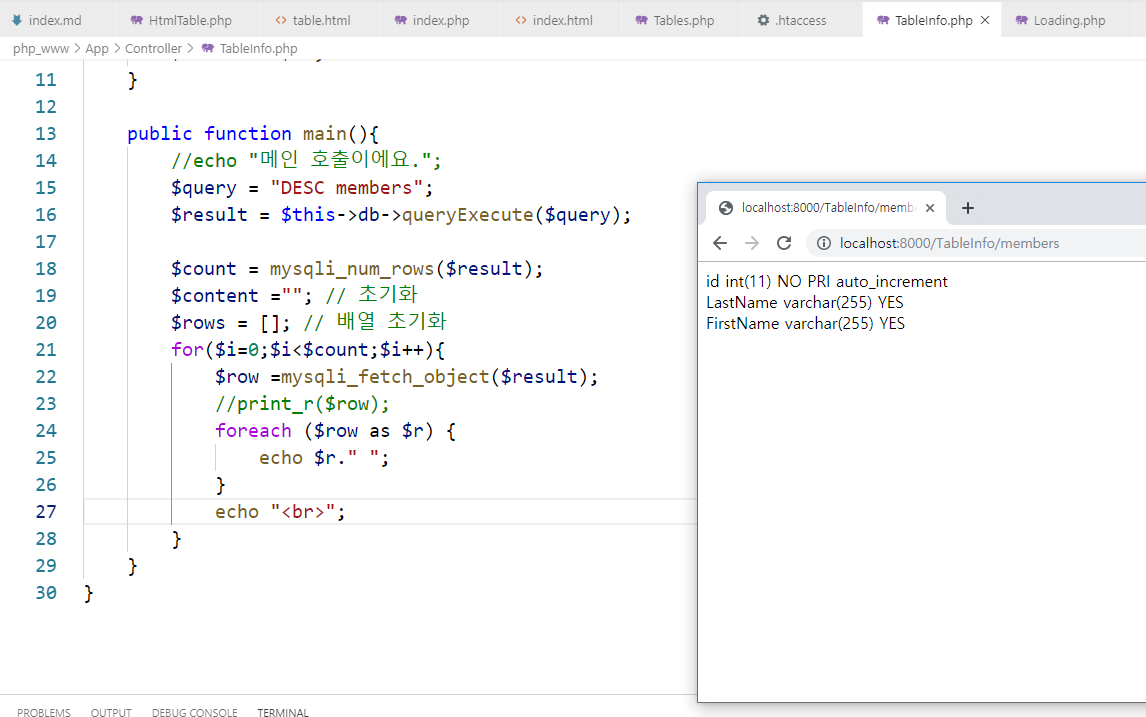 index.md HtmlTable.php table.html index.php index.html Tables.php .htaccess TableInfo.php Loading.php
php_www > App > Controller > TableInfo.php
11 }
12
13 public function main(){
14 //echo "메인 호출이에요.";
15 $query = "DESC members";
16 $result = $this->db->queryExecute($query);
17
18 $count = mysqli_num_rows($result);
19 $content =""; // 초기화
20 $rows = []; // 배열 초기화
21 for($i=0;$i<$count;$i++){
22 $row =mysqli_fetch_object($result);
23 //print_r($row);
24 foreach ($row as $r) {
25 echo $r." ";
26 }
27 echo "<br>";
28 }
29 }
30 }
PROBLEMS OUTPUT DEBUG CONSOLE TERMINAL
localhost:8000/TableInfo/memb
localhost:8000/TableInfo/members
id int(11) NO PRI auto_increment
LastName varchar(255) YES
FirstName varchar(255) YES